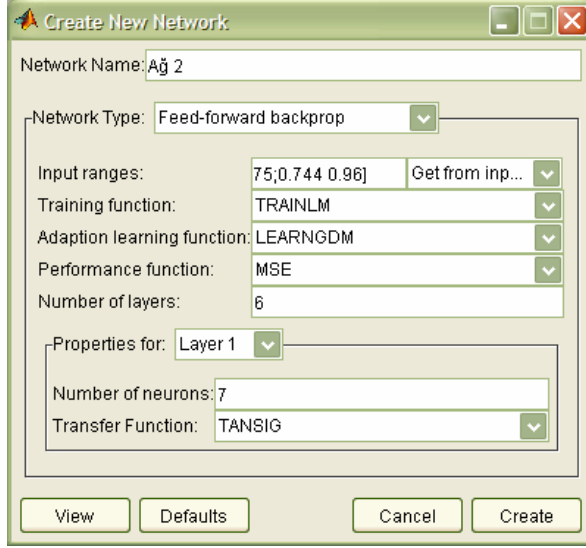 Create New Network
Network Name: Ağ 2
Network Type: Feed-forward backprop
Input ranges: 75;0.744 0.96] Get from inp...
Training function: TRAINLM
Adaption learning function: LEARNGDM
Performance function: MSE
Number of layers: 6
Properties for: Layer 1
Number of neurons: 7
Transfer Function: TANSIG
View Defaults Cancel Create